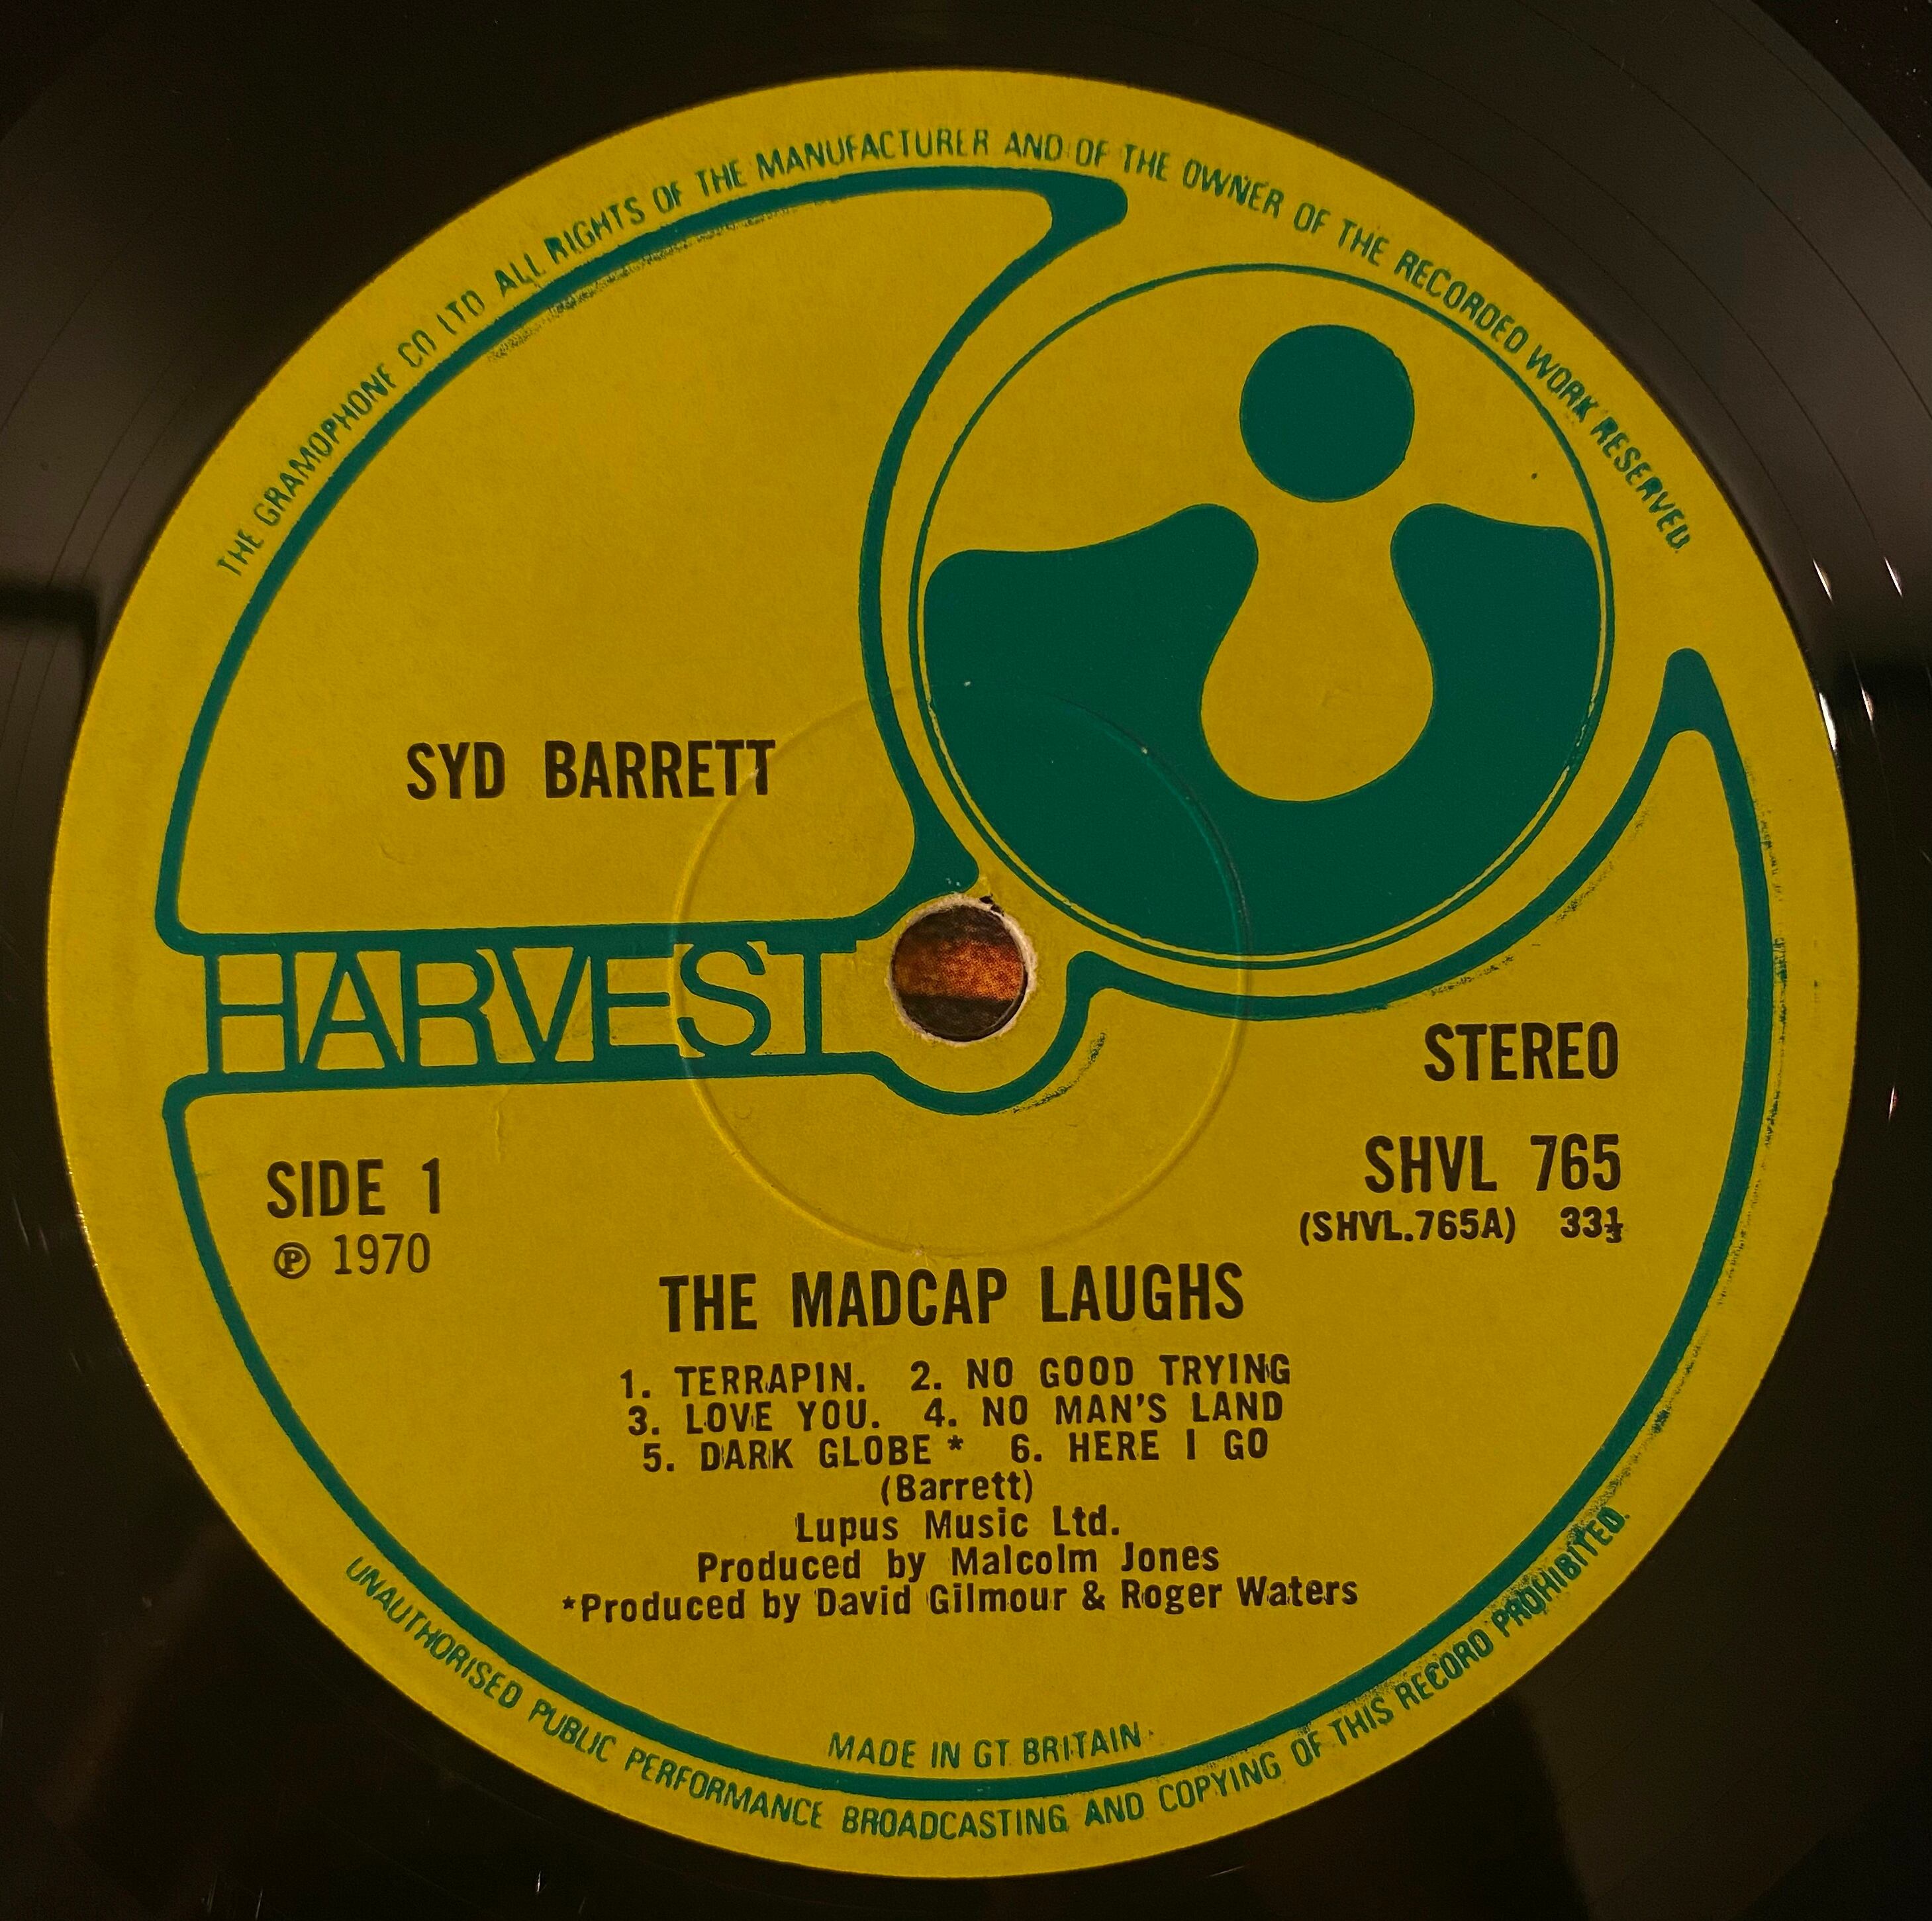 THE GRAMOPHONE CO LTD ALL RIGHTS OF THE MANUFACTURER AND OF THE OWNER OF THE RECORDED WORK RESERVED.
SYD BARRETT
HARVEST
STEREO
SIDE 1
℗ 1970
SHVL 765
(SHVL.765A) 33⅓
THE MADCAP LAUGHS
1. TERRAPIN. 2. NO GOOD TRYING
3. LOVE YOU. 4. NO MAN'S LAND
5. DARK GLOBE * 6. HERE I GO
(Barrett)
Lupus Music Ltd.
Produced by Malcolm Jones
*Produced by David Gilmour & Roger Waters
MADE IN GT. BRITAIN.
UNAUTHORISED PUBLIC PERFORMANCE BROADCASTING AND COPYING OF THIS RECORD PROHIBITED.